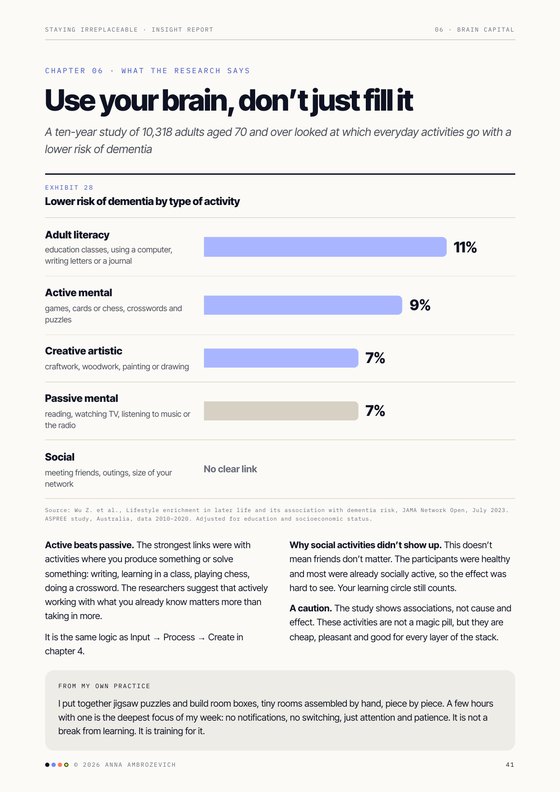 STAYING IRREPLACEABLE · INSIGHT REPORT
06 · BRAIN CAPITAL
CHAPTER 06 · WHAT THE RESEARCH SAYS
Use your brain, don’t just fill it
A ten-year study of 10,318 adults aged 70 and over looked at which everyday activities go with a
lower risk of dementia
EXHIBIT 28
Lower risk of dementia by type of activity
Adult literacy
education classes, using a computer,
writing letters or a journal
11%
Active mental
games, cards or chess, crosswords and
puzzles
9%
Creative artistic
craftwork, woodwork, painting or drawing
7%
Passive mental
reading, watching TV, listening to music or
the radio
7%
Social
meeting friends, outings, size of your
network
No clear link
Source: Wu Z. et al., Lifestyle enrichment in later life and its association with dementia risk, JAMA Network Open, July 2023.
ASPREE study, Australia, data 2010–2020. Adjusted for education and socioeconomic status.
Active beats passive. The strongest links were with
activities where you produce something or solve
something: writing, learning in a class, playing chess,
doing a crossword. The researchers suggest that actively
working with what you already know matters more than
taking in more.
It is the same logic as Input → Process → Create in
chapter 4.
Why social activities didn’t show up. This doesn’t
mean friends don’t matter. The participants were healthy
and most were already socially active, so the effect was
hard to see. Your learning circle still counts.
A caution. The study shows associations, not cause and
effect. These activities are not a magic pill, but they are
cheap, pleasant and good for every layer of the stack.
FROM MY OWN PRACTICE
I put together jigsaw puzzles and build room boxes, tiny rooms assembled by hand, piece by piece. A few hours
with one is the deepest focus of my week: no notifications, no switching, just attention and patience. It is not a
break from learning. It is training for it.
© 2026 ANNA AMBROZEVICH
41